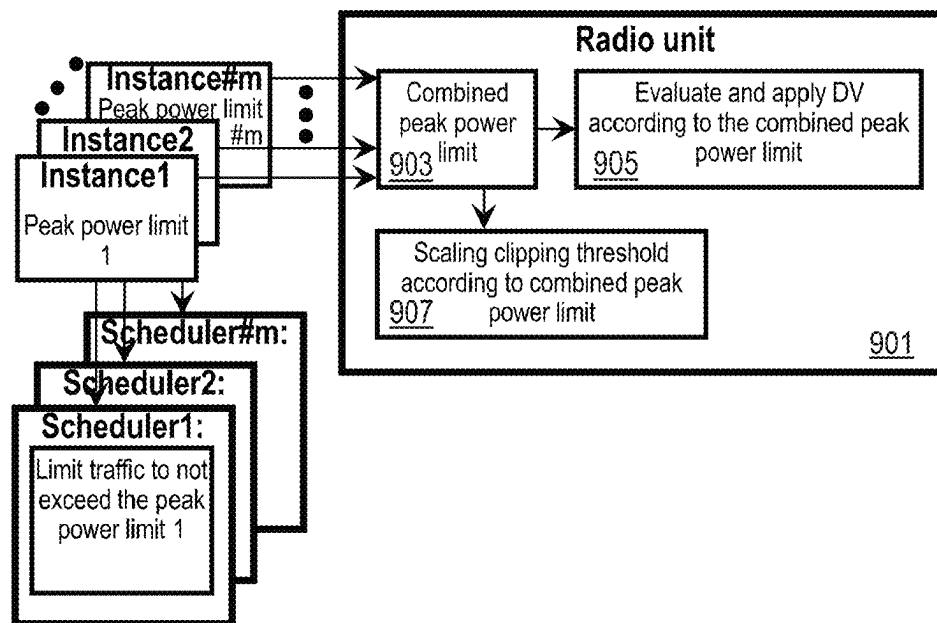 Instance#m
Peak power limit
#m
Instance2
Instance1
Peak power limit
1
Radio unit
Combined
peak power
limit
903
Evaluate and apply DV
according to the combined peak
power limit
905
Scaling clipping threshold
according to combined peak
power limit
907
901
Scheduler#m:
Scheduler2:
Scheduler1:
Limit traffic to not
exceed the peak
power limit 1